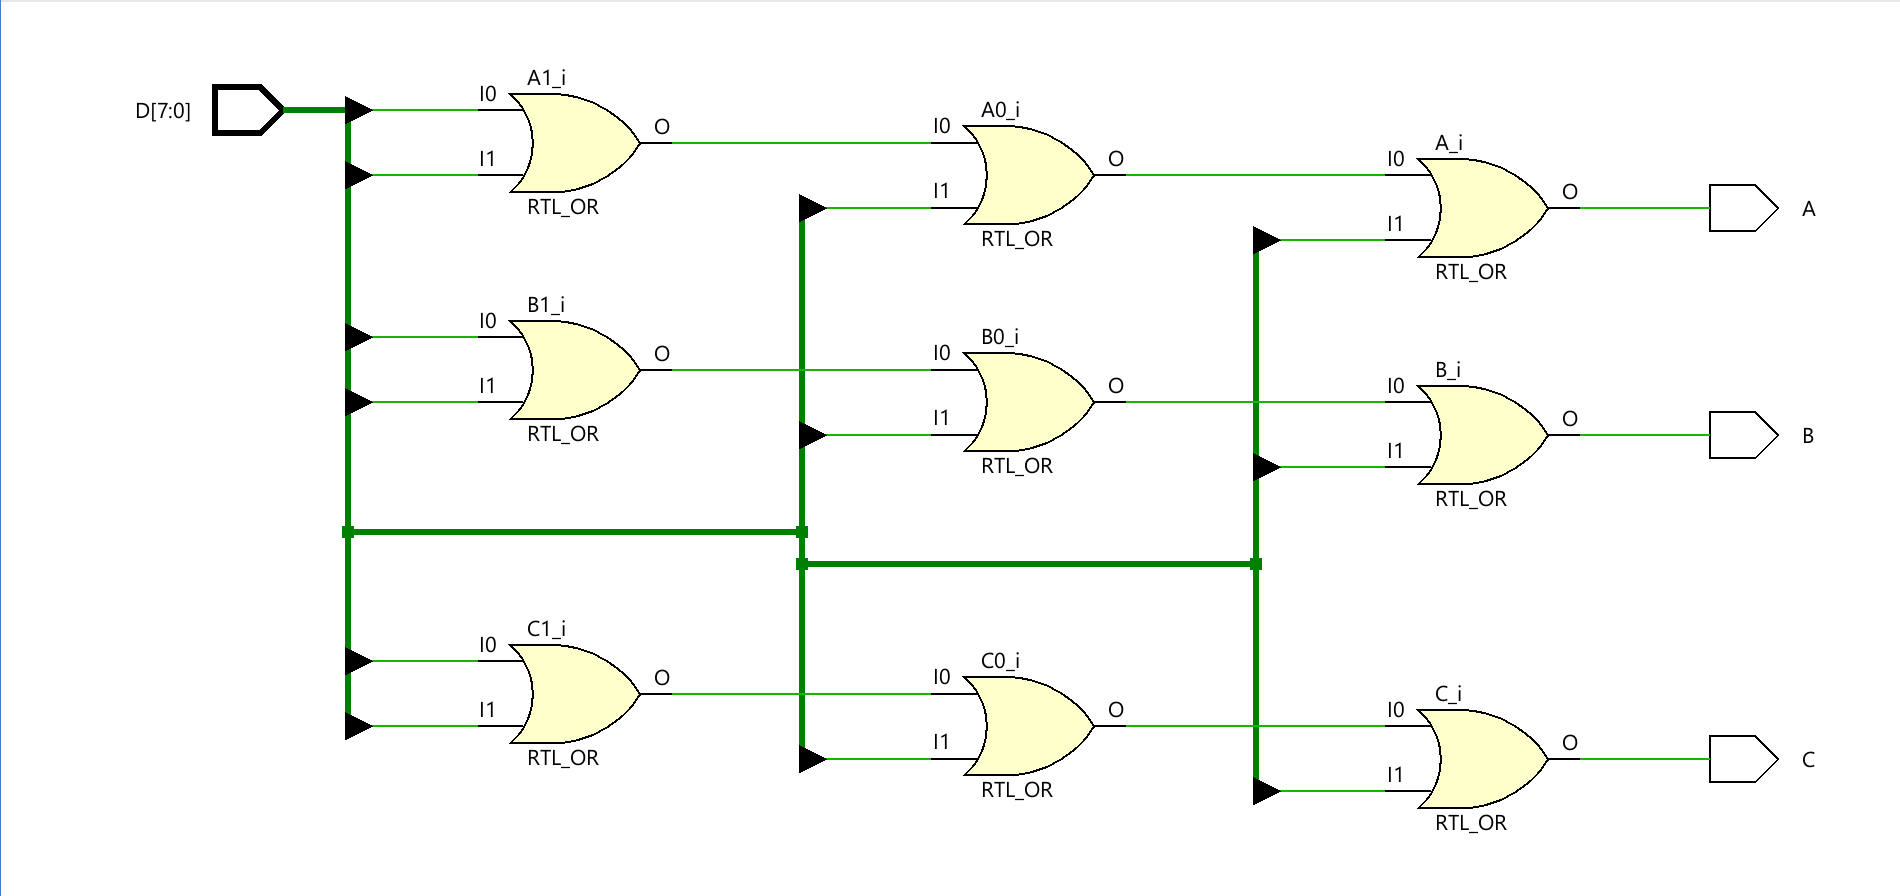 D[7:0]
A1_i
I0
I1
O
RTL_OR
A0_i
I0
I1
O
RTL_OR
A_i
I0
I1
O
RTL_OR
A
B1_i
I0
I1
O
RTL_OR
B0_i
I0
I1
O
RTL_OR
B_i
I0
I1
O
RTL_OR
B
C1_i
I0
I1
O
RTL_OR
C0_i
I0
I1
O
RTL_OR
C_i
I0
I1
O
RTL_OR
C